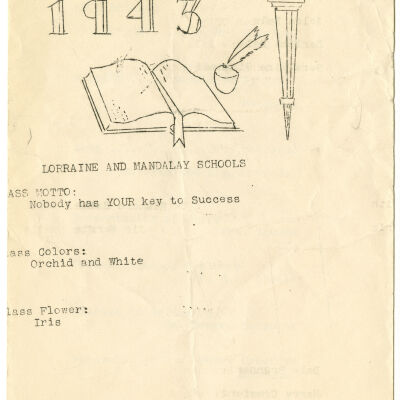 1943
LORRAINE AND MANDALAY SCHOOLS
ASS MOTTO:
Nobody has YOUR key to Success
lass Colors:
Orchid and White
lass Flower:
Iris